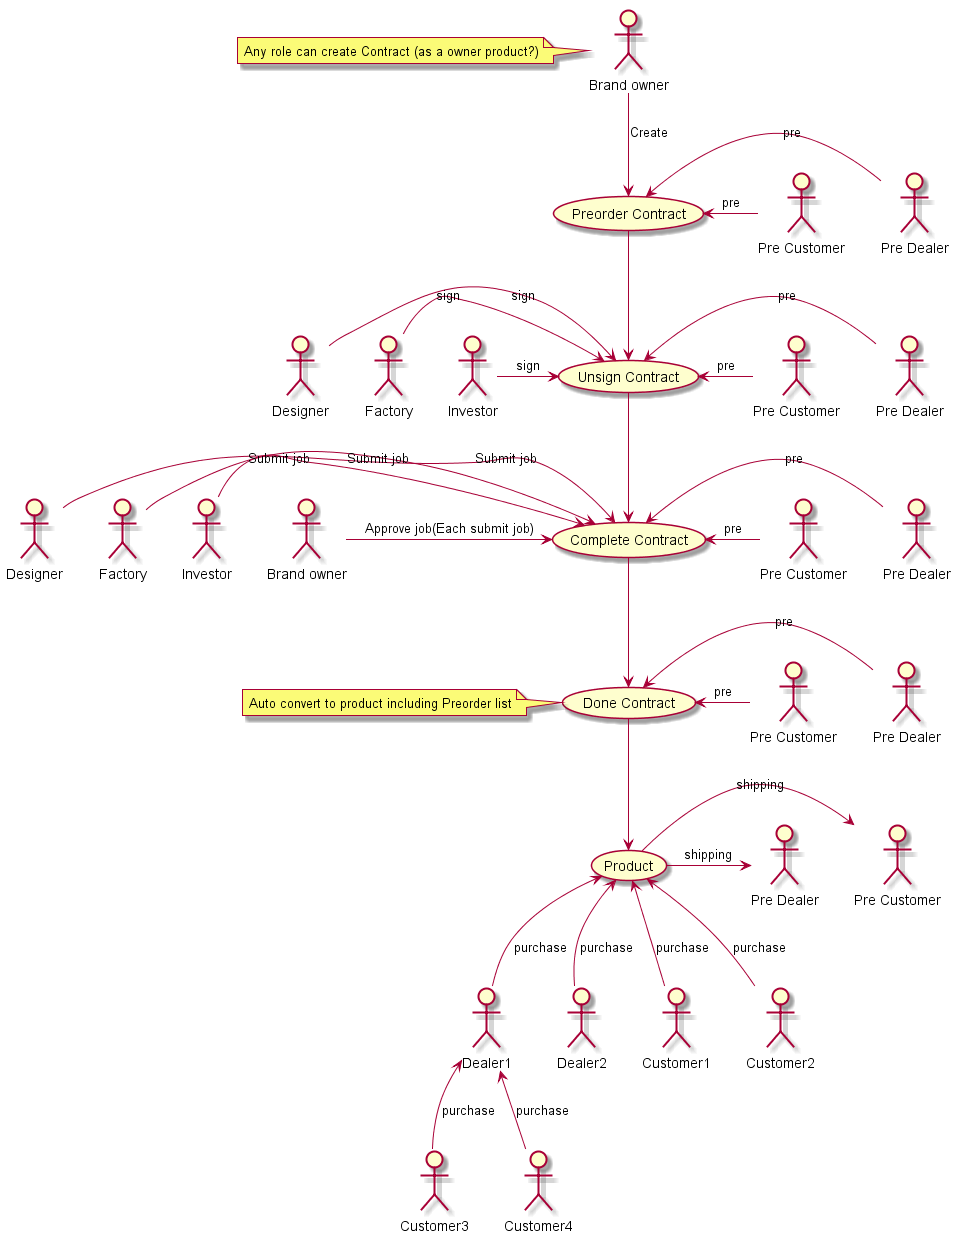 Any role can create Contract (as a owner product?)
Brand owner
Create
pre
pre
Preorder Contract
Pre Customer
Pre Dealer
sign
sign
pre
sign
pre
Unsign Contract
Designer
Factory
Investor
Pre Customer
Pre Dealer
Submit job
Submit job
Submit job
pre
Approve job(Each submit job)
pre
Complete Contract
Designer
Factory
Investor
Brand owner
Pre Customer
Pre Dealer
pre
pre
Auto convert to product including Preorder list
Done Contract
Pre Customer
Pre Dealer
shipping
shipping
Product
Pre Dealer
Pre Customer
purchase
purchase
purchase
purchase
Dealer1
Dealer2
Customer1
Customer2
purchase
purchase
Customer3
Customer4